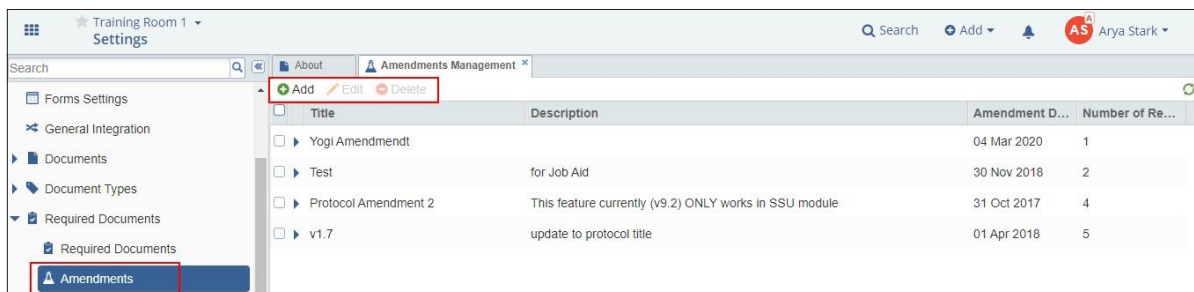 Training Room 1
Settings
Search
Add
A
AS
Arya Stark
Search
About
Amendments Management
Add Edit Delete
Forms Settings
General Integration
Documents
Document Types
Required Documents
Required Documents
Amendments
Title Description Amendment D... Number of Re...
Yogi Amendmendt 04 Mar 2020 1
Test for Job Aid 30 Nov 2018 2
Protocol Amendment 2 This feature currently (v9.2) ONLY works in SSU module 31 Oct 2017 4
v1.7 update to protocol title 01 Apr 2018 5